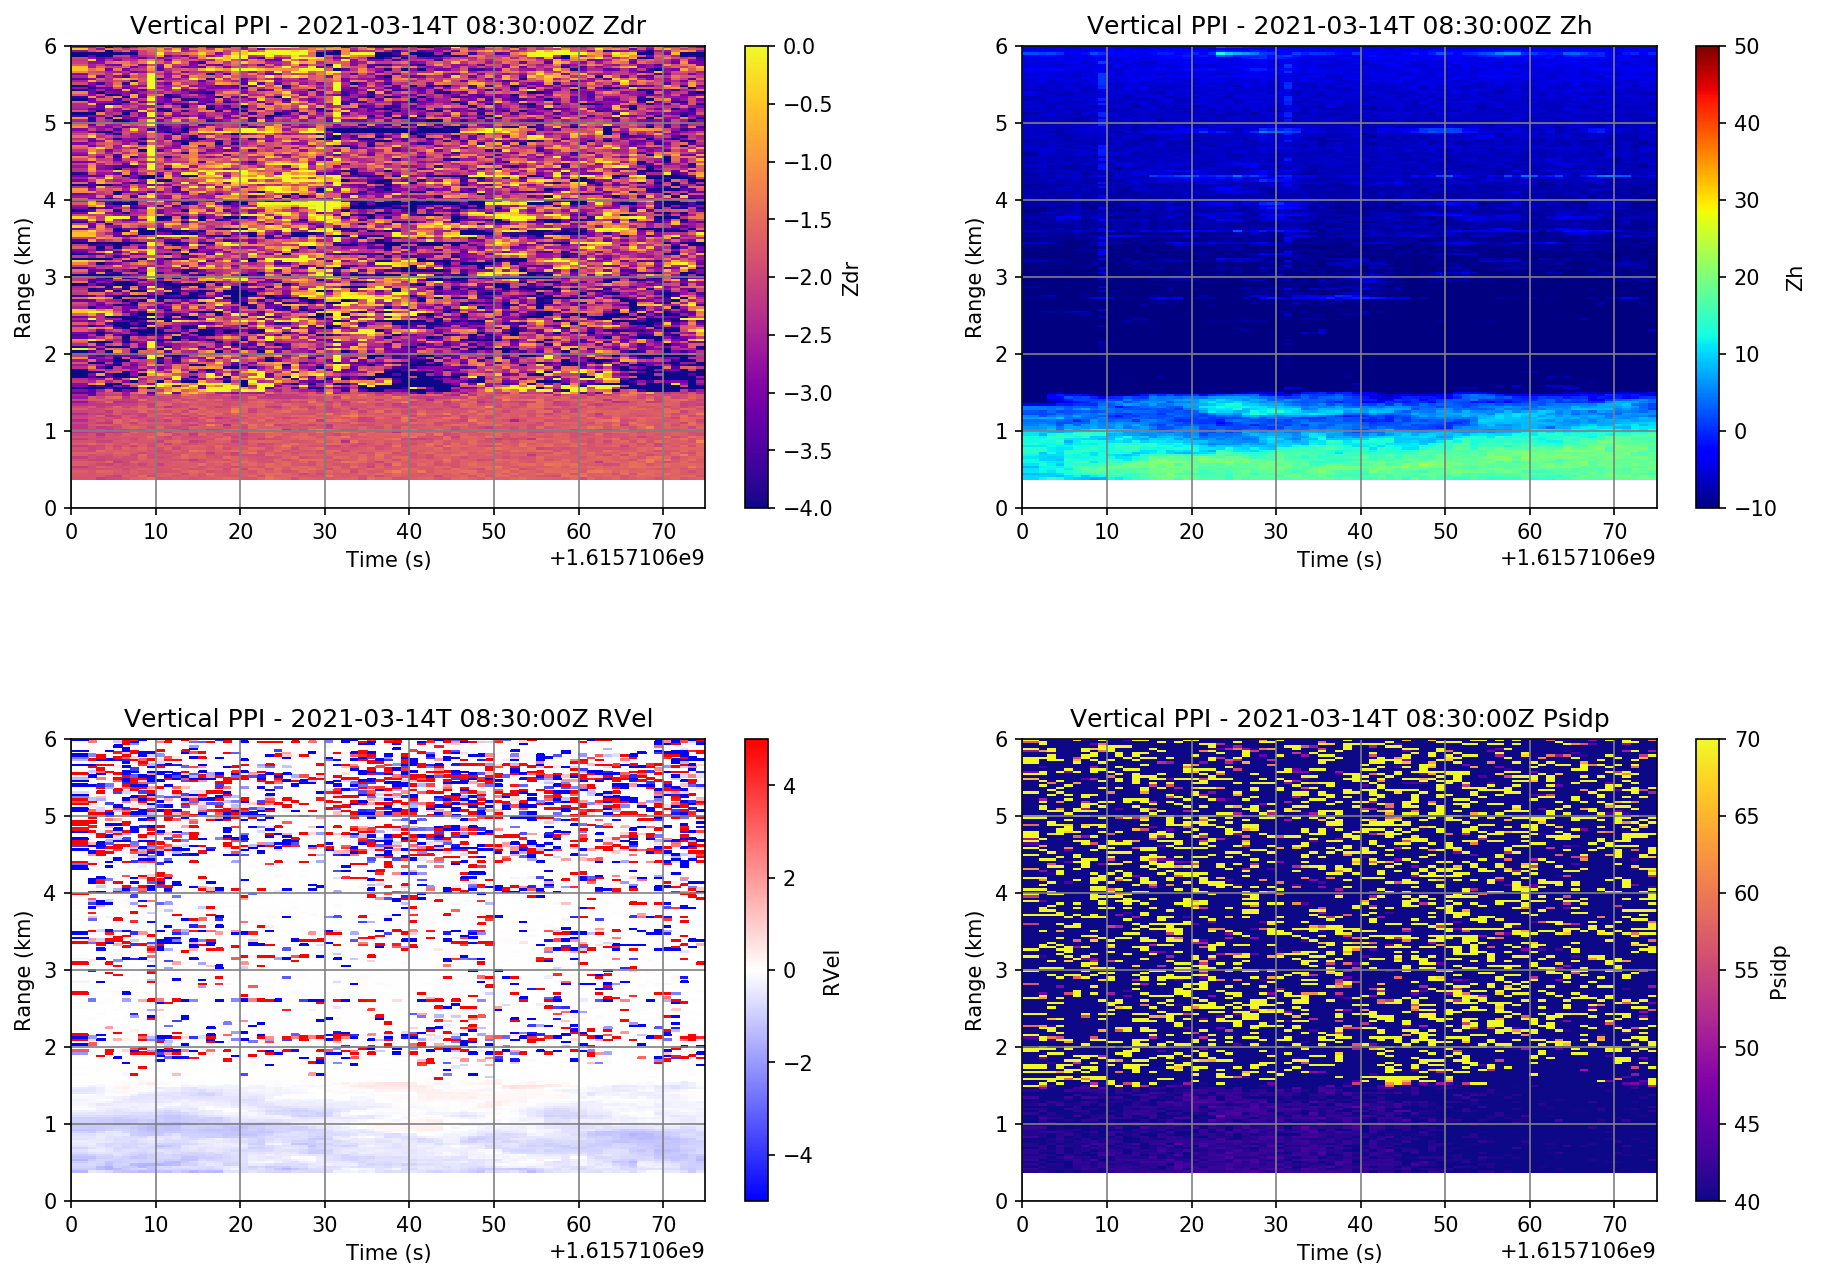 Vertical PPI - 2021-03-14T 08:30:00Z Zdr
6
5
4
3
2
1
0
Range (km)
0 10 20 30 40 50 60 70
Time (s)
+1.6157106e9
0.0
−0.5
−1.0
−1.5
−2.0
−2.5
−3.0
−3.5
−4.0
Zdr
Vertical PPI - 2021-03-14T 08:30:00Z Zh
6
5
4
3
2
1
0
Range (km)
0 10 20 30 40 50 60 70
Time (s)
+1.6157106e9
50
40
30
20
10
0
−10
Zh
Vertical PPI - 2021-03-14T 08:30:00Z RVel
6
5
4
3
2
1
0
Range (km)
0 10 20 30 40 50 60 70
Time (s)
+1.6157106e9
4
2
0
−2
−4
RVel
Vertical PPI - 2021-03-14T 08:30:00Z Psidp
6
5
4
3
2
1
0
Range (km)
0 10 20 30 40 50 60 70
Time (s)
+1.6157106e9
70
65
60
55
50
45
40
Psidp